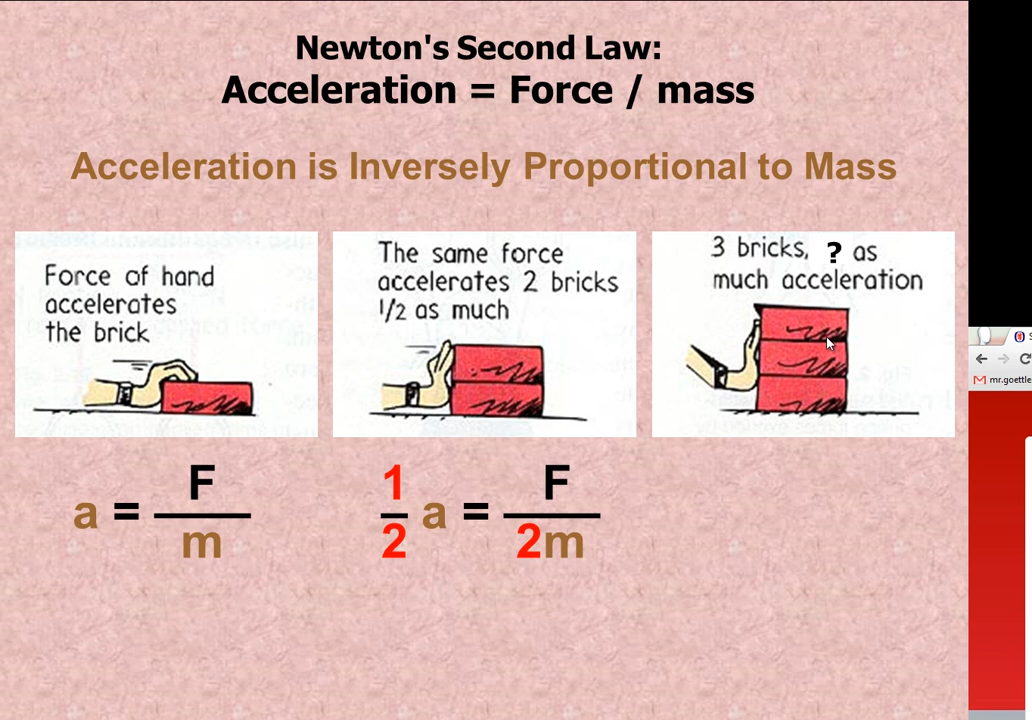 Newton's Second Law:
Acceleration = Force / mass
Acceleration is Inversely Proportional to Mass
Force of hand
accelerates
the brick
The same force
accelerates 2 bricks
1/2 as much
3 bricks, ? as
much acceleration
a = F
m
1
2
a = F
2m
mr.goettle